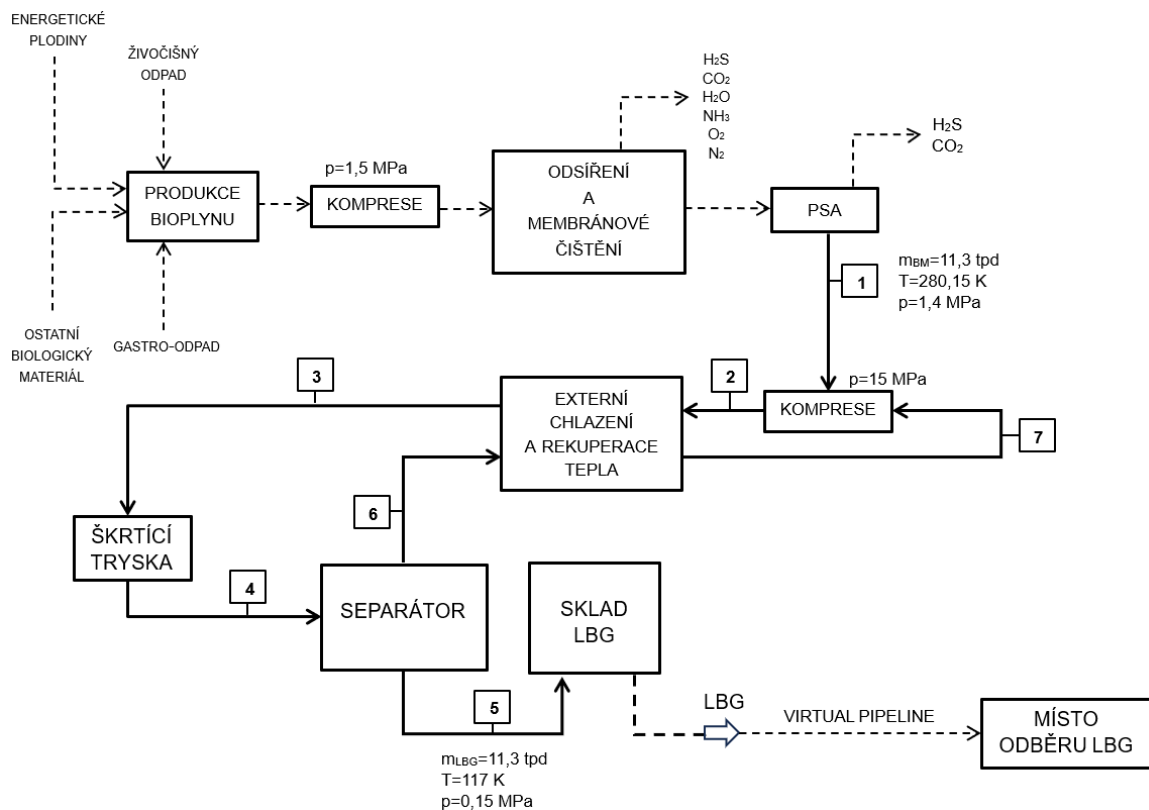 ENERGETICKÉ
PLODINY
ŽIVOČIŠNÝ
ODPAD
H₂S
CO₂
H₂O
NH₃
O₂
N₂
H₂S
CO₂
p=1,5 MPa
PRODUKCE
BIOPLYNU
KOMPRESE
ODSÍŘENÍ
A
MEMBRÁNOVÉ
ČIŠTĚNÍ
PSA
OSTATNÍ
BIOLOGICKÝ
MATERIÁL
GASTRO-ODPAD
1
mBM=11,3 tpd
T=280,15 K
p=1,4 MPa
3
EXTERNÍ
CHLAZENÍ
A REKUPERACE
TEPLA
2
p=15 MPa
KOMPRESE
7
6
ŠKRTÍCÍ
TRYSKA
4
SEPARÁTOR
SKLAD
LBG
5
mLBG=11,3 tpd
T=117 K
p=0,15 MPa
LBG
VIRTUAL PIPELINE
MÍSTO
ODBĚRU LBG